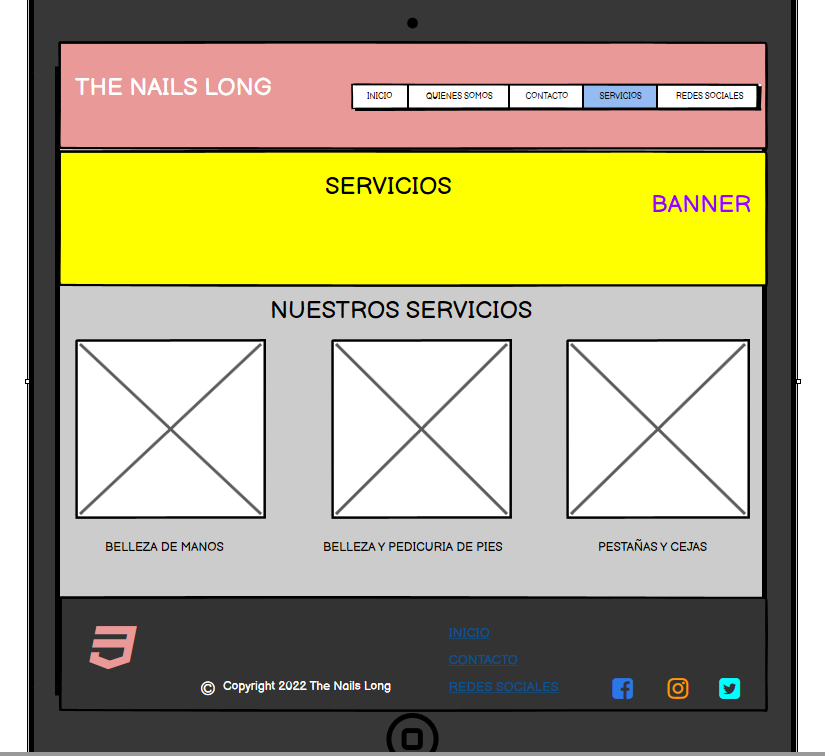 THE NAILS LONG
INICIO QUIENES SOMOS CONTACTO SERVICIOS REDES SOCIALES
SERVICIOS
BANNER
NUESTROS SERVICIOS
BELLEZA DE MANOS BELLEZA Y PEDICURIA DE PIES PESTAÑAS Y CEJAS
INICIO
CONTACTO
© Copyright 2022 The Nails Long REDES SOCIALES